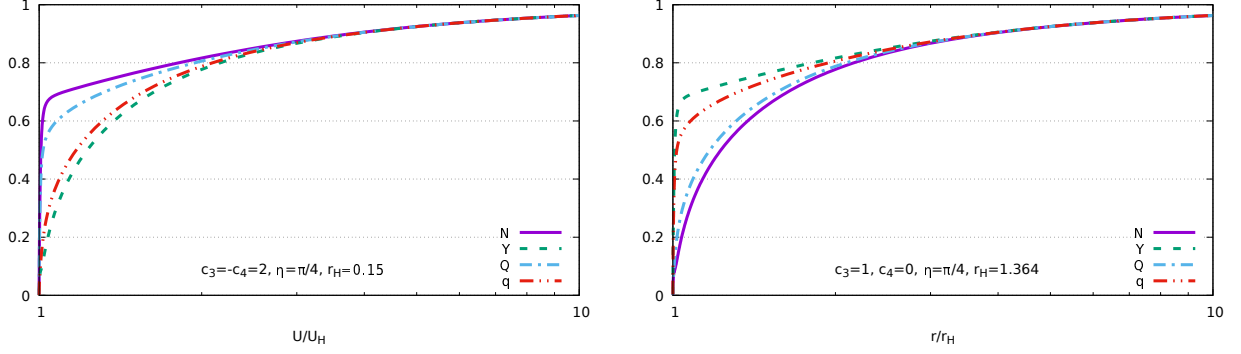 1
0.8
0.6
0.4
0.2
0
N
Y
Q
q
c₃=-c₄=2, η=π/4, r_H=0.15
1
10
U/U_H
1
0.8
0.6
0.4
0.2
0
N
Y
Q
q
c₃=1, c₄=0, η=π/4, r_H=1.364
1
10
r/r_H